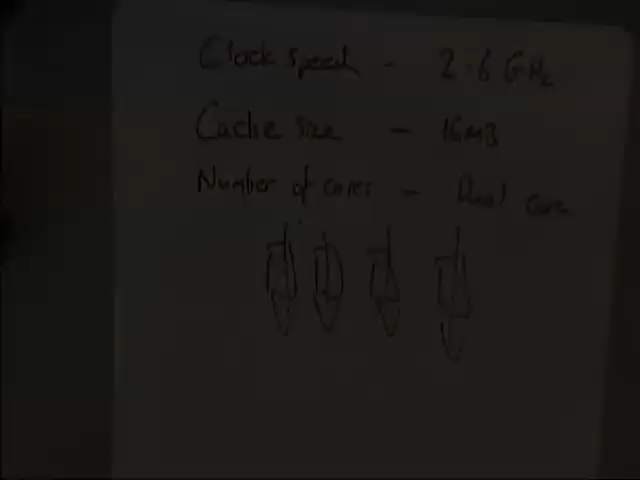 Clock speed - 2.6 GHz
Cache size - 16MB
Number of cores - Dual core